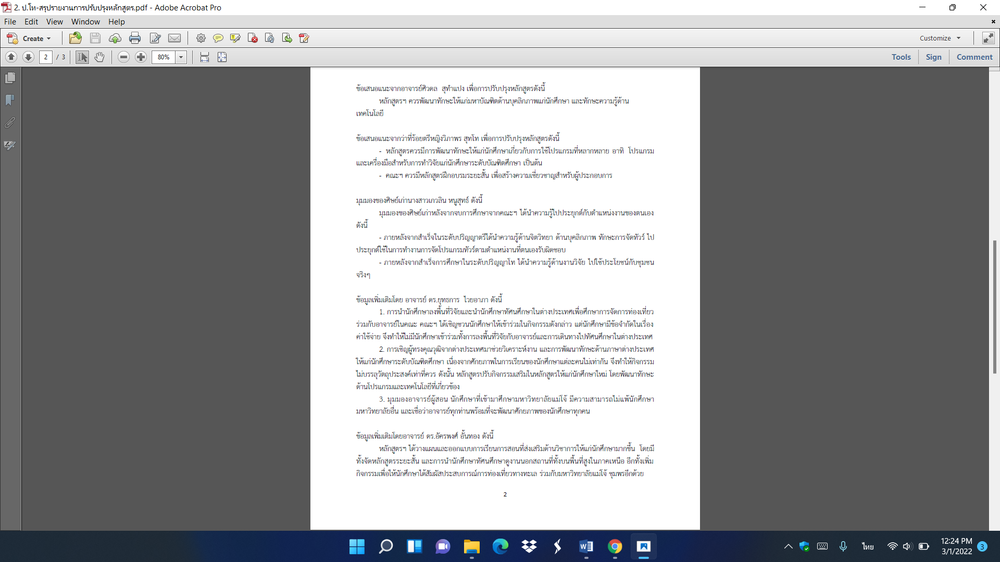 2. ป.โท-สรุปรายงานการปรับปรุงหลักสูตร.pdf - Adobe Acrobat Pro
File Edit View Window Help
Create Customize
2 / 3 80% Tools Sign Comment
ข้อเสนอแนะจากอาจารย์ศิวดล สุทำแปง เพื่อการปรับปรุงหลักสูตรดังนี้
หลักสูตรฯ ควรพัฒนาทักษะให้แก่มหาบัณฑิตด้านบุคลิกภาพแก่นักศึกษา และทักษะความรู้ด้าน
เทคโนโลยี
ข้อเสนอแนะจากว่าที่ร้อยตรีหญิงวิภาพร สุทโท เพื่อการปรับปรุงหลักสูตรดังนี้
- หลักสูตรควรมีการพัฒนาทักษะให้แก่นักศึกษาเกี่ยวกับการใช้โปรแกรมที่หลากหลาย อาทิ โปรแกรม
และเครื่องมือสำหรับการทำวิจัยแก่นักศึกษาระดับบัณฑิตศึกษา เป็นต้น
- คณะฯ ควรมีหลักสูตรฝึกอบรมระยะสั้น เพื่อสร้างความเชี่ยวชาญสำหรับผู้ประกอบการ
มุมมองของศิษย์เก่านางสาวเกวลิน หนูสุทธ์ ดังนี้
มุมมองของศิษย์เก่าหลังจากจบการศึกษาจากคณะฯ ได้นำความรู้ไปประยุกต์กับตำแหน่งงานของตนเอง
ดังนี้
- ภายหลังจากสำเร็จในระดับปริญญาตรีได้นำความรู้ด้านจิตวิทยา ด้านบุคลิกภาพ ทักษะการจัดทัวร์ ไป
ประยุกต์ใช้ในการทำงานการจัดโปรแกรมทัวร์ตามตำแหน่งานที่ตนเองรับผิดชอบ
- ภายหลังจากสำเร็จการศึกษาในระดับปริญญาโท ได้นำความรู้ด้านงานวิจัย ไปใช้ประโยชน์กับชุมชน
จริงๆ
ข้อมูลเพิ่มเติมโดย อาจารย์ ดร.ยุทธการ ไวยอาภา ดังนี้
1. การนำนักศึกษาลงพื้นที่วิจัยและนำนักศึกษาทัศนศึกษาในต่างประเทศเพื่อศึกษาการจัดการท่องเที่ยว
ร่วมกับอาจารย์ในคณะ คณะฯ ได้เชิญชวนนักศึกษาให้เข้าร่วมในกิจกรรมดังกล่าว แต่นักศึกษามีข้อจำกัดในเรื่อง
ค่าใช้จ่าย จึงทำให้ไม่มีนักศึกษาเข้าร่วมทั้งการลงพื้นที่วิจัยกับอาจารย์และการเดินทางไปทัศนศึกษาในต่างประเทศ
2. การเชิญผู้ทรงคุณวุฒิจากต่างประเทศมาช่วยวิเคราะห์งาน และการพัฒนาทักษะด้านภาษาต่างประเทศ
ให้แก่นักศึกษาระดับบัณฑิตศึกษา เนื่องจากศักยภาพในการเรียนของนักศึกษาแต่ละคนไม่เท่ากัน จึงทำให้กิจกรรม
ไม่บรรลุวัตถุประสงค์เท่าที่ควร ดังนั้น หลักสูตรปรับกิจกรรมเสริมในหลักสูตรให้แก่นักศึกษาใหม่ โดยพัฒนาทักษะ
ด้านโปรแกรมและเทคโนโลยีที่เกี่ยวข้อง
3. มุมมองอาจารย์ผู้สอน นักศึกษาที่เข้ามาศึกษามหาวิทยาลัยแม่โจ้ มีความสามารถไม่แพ้นักศึกษา
มหาวิทยาลัยอื่น และเชื่อว่าอาจารย์ทุกท่านพร้อมที่จะพัฒนาศักยภาพของนักศึกษาทุกคน
ข้อมูลเพิ่มเติมโดยอาจารย์ ดร.อัครพงศ์ อั้นทอง ดังนี้
หลักสูตรฯ ได้วางแผนและออกแบบการเรียนการสอนที่ส่งเสริมด้านวิชาการให้แก่นักศึกษามากขึ้น โดยมี
ทั้งจัดหลักสูตรระยะสั้น และการนำนักศึกษาทัศนศึกษาดูงานนอกสถานที่ทั้งบนพื้นที่สูงในภาคเหนือ อีกทั้งเพิ่ม
กิจกรรมเพื่อให้นักศึกษาได้สัมผัสประสบการณ์การท่องเที่ยวทางทะเล ร่วมกับมหาวิทยาลัยแม่โจ้ ชุมพรอีกด้วย
2
ไทย 12:24 PM 3
3/1/2022